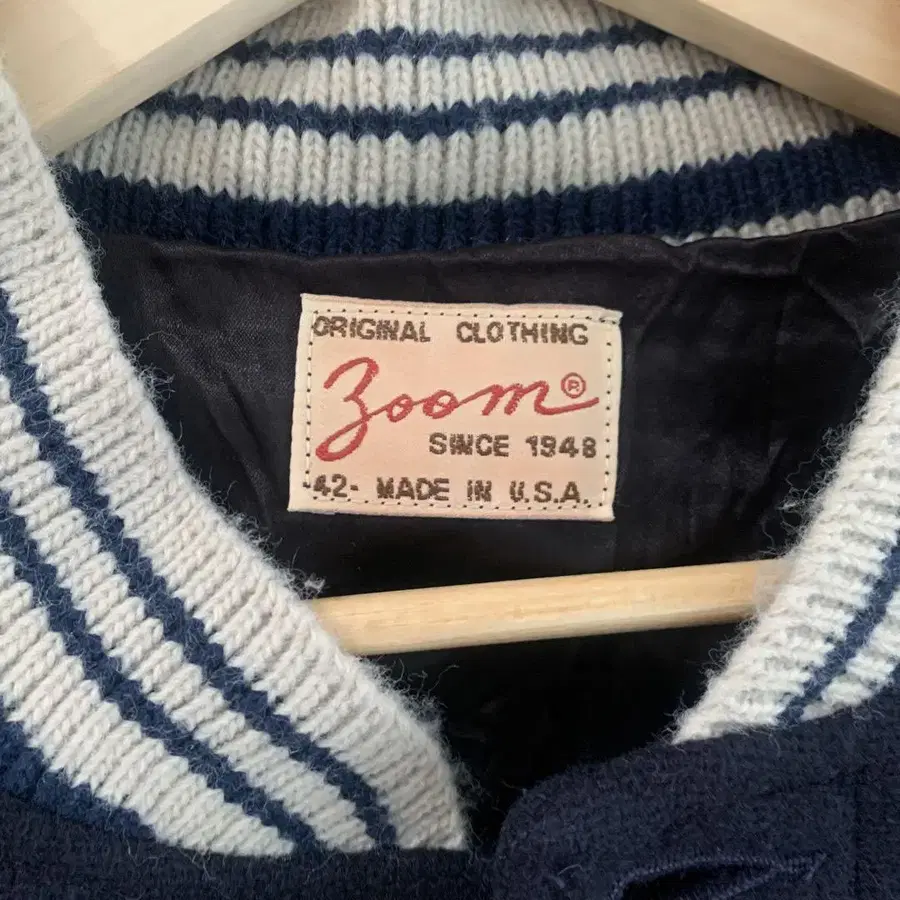 ORIGINAL CLOTHING
Zoom®
SINCE 1948
-42- MADE IN U.S.A.